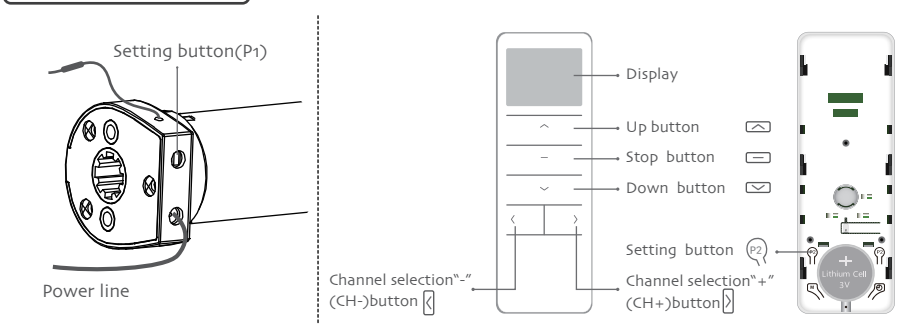 Setting button(P1)
Power line
Display
Up button
Stop button
Down button
Setting button P2
Channel selection"-"
(CH-)button
Channel selection"+"
(CH+)button
P2
Lithium Cell
3V